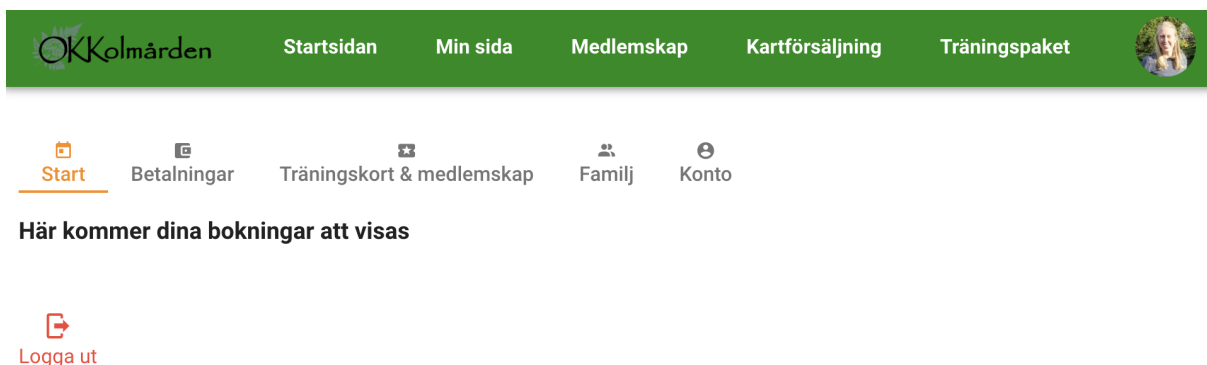 OKKolmården Startsidan Min sida Medlemskap Kartförsäljning Träningspaket
Start Betalningar Träningskort & medlemskap Familj Konto
Här kommer dina bokningar att visas
Logga ut